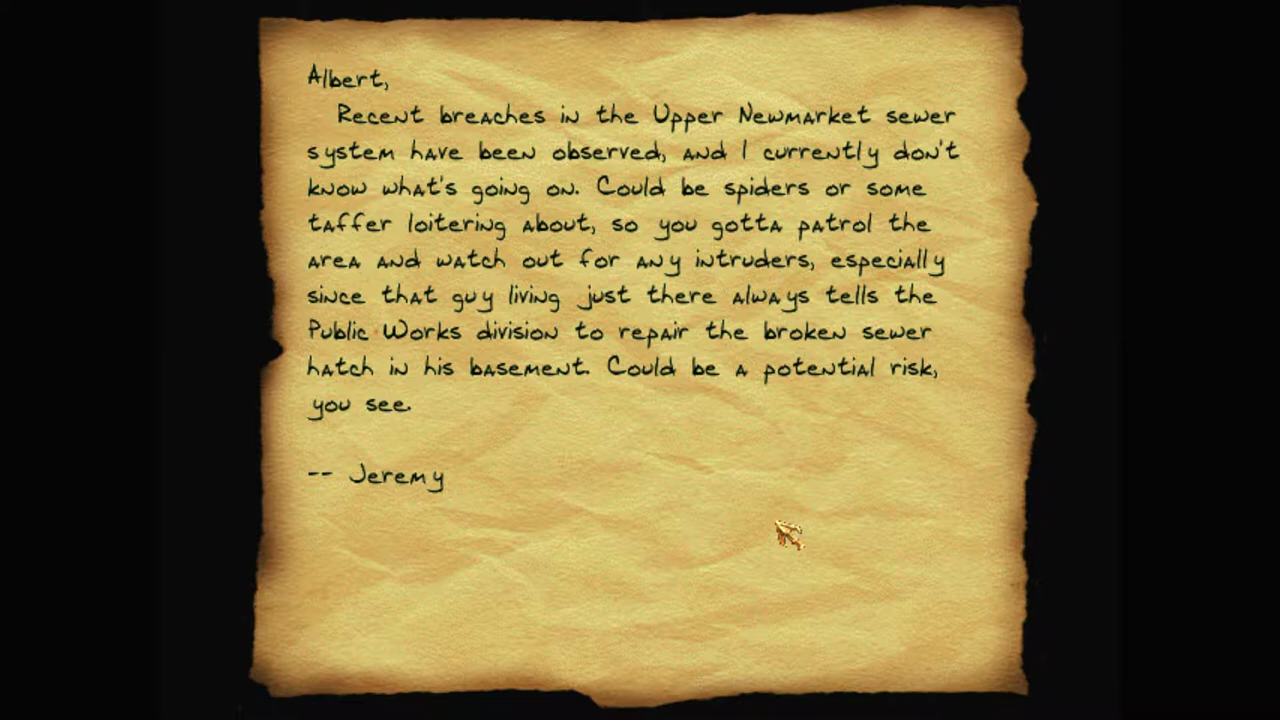 Albert,
Recent breaches in the Upper Newmarket sewer
system have been observed, and I currently don't
know what's going on. Could be spiders or some
taffer loitering about, so you gotta patrol the
area and watch out for any intruders, especially
since that guy living just there always tells the
Public Works division to repair the broken sewer
hatch in his basement. Could be a potential risk,
you see.
-- Jeremy